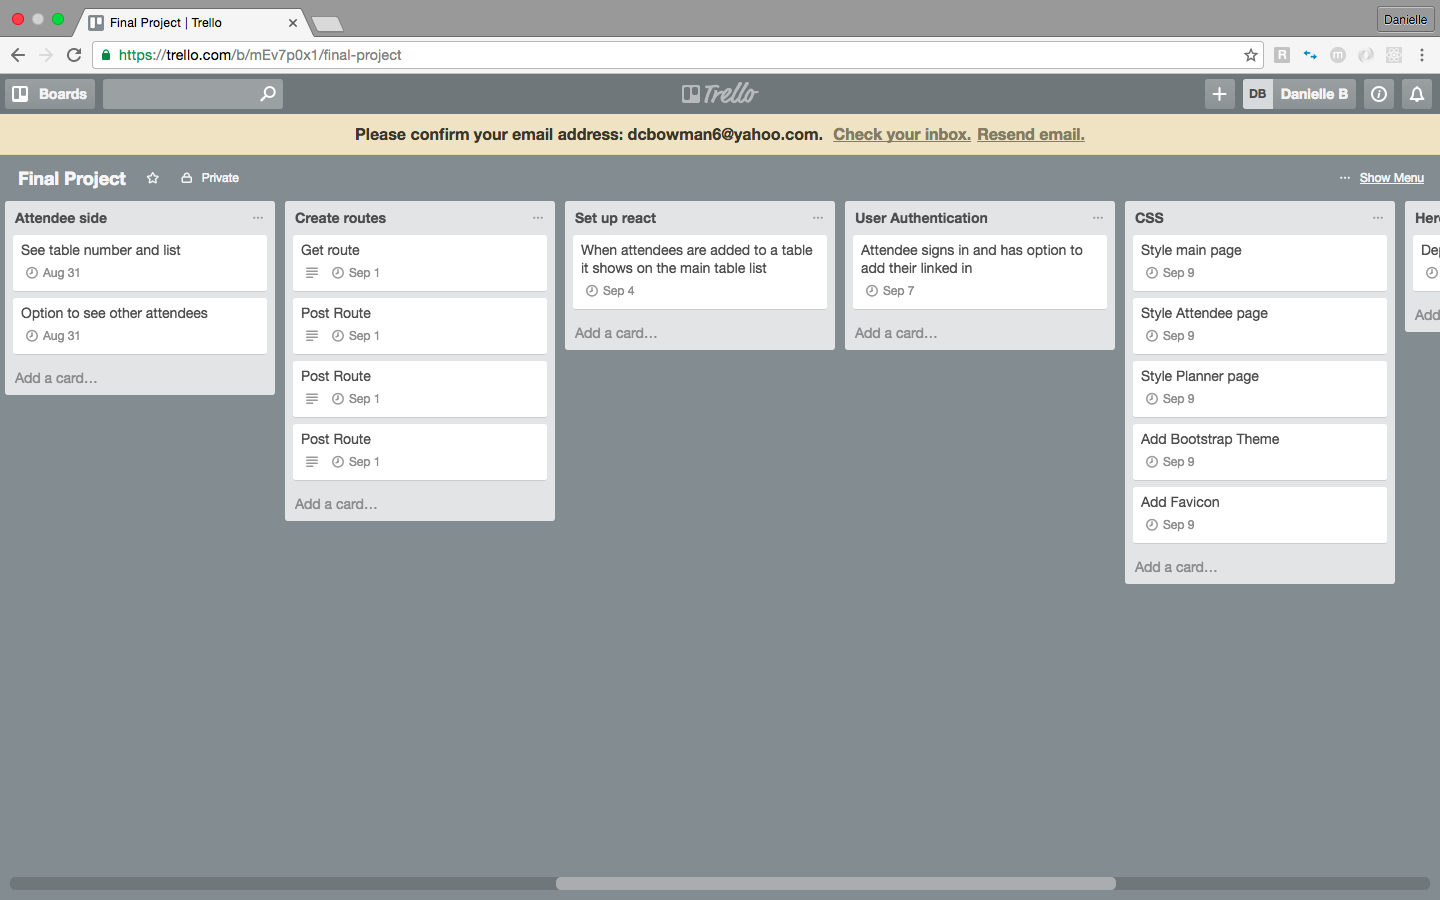 Final Project | Trello
Danielle
https://trello.com/b/mEv7p0x1/final-project
Boards
Trello
DB
Danielle B
Please confirm your email address: dcbowman6@yahoo.com. Check your inbox. Resend email.
Final Project
Private
Show Menu
Attendee side
See table number and list
Aug 31
Option to see other attendees
Aug 31
Add a card…
Create routes
Get route
Sep 1
Post Route
Sep 1
Post Route
Sep 1
Post Route
Sep 1
Add a card…
Set up react
When attendees are added to a table
it shows on the main table list
Sep 4
Add a card…
User Authentication
Attendee signs in and has option to
add their linked in
Sep 7
Add a card…
CSS
Style main page
Sep 9
Style Attendee page
Sep 9
Style Planner page
Sep 9
Add Bootstrap Theme
Sep 9
Add Favicon
Sep 9
Add a card…
Her
Dep
Add